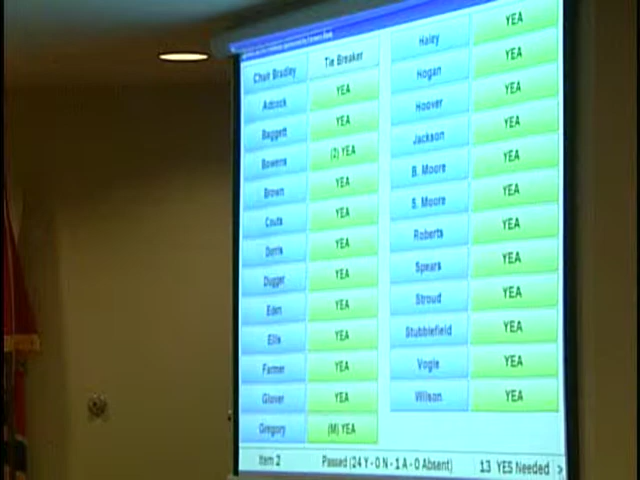 Chair Bradley Tie Breaker
Adcock YEA
Baggett YEA
Bowens (2) YEA
Brown YEA
Couts YEA
Dorris YEA
Dugger YEA
Eden YEA
Ellis YEA
Farmer YEA
Glover YEA
Gregory (M) YEA
Haley YEA
Hogan YEA
Hoover YEA
Jackson YEA
B. Moore YEA
S. Moore YEA
Roberts YEA
Spears YEA
Stroud YEA
Stubblefield YEA
Vogle YEA
Wilson YEA
Item 2 Passed (24 Y - 0 N - 1 A - 0 Absent) 13 YES Needed >